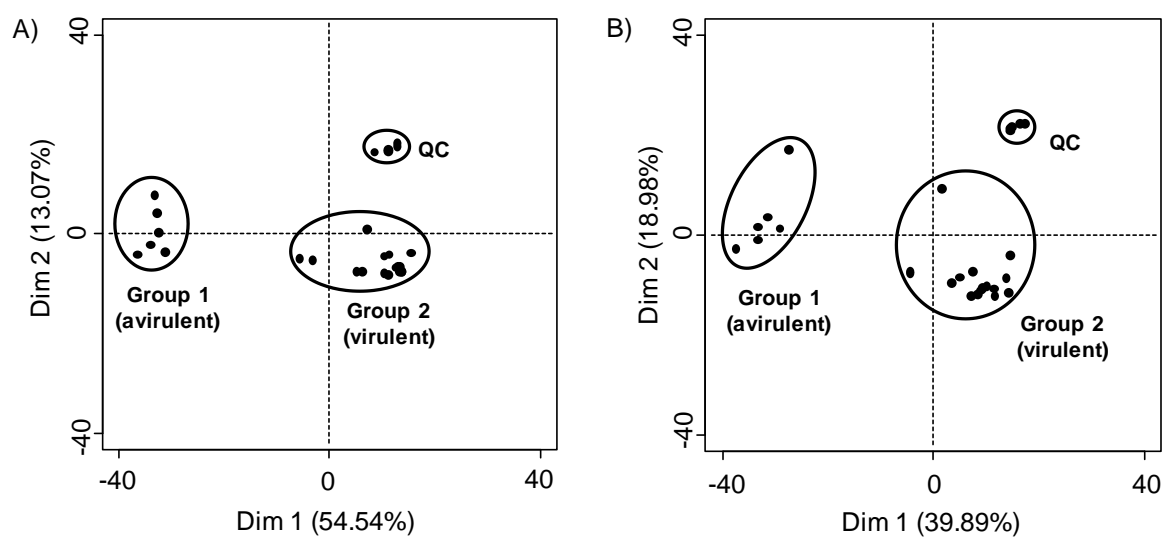 A)
40
0
-40
Dim 2 (13.07%)
QC
Group 1
(avirulent)
Group 2
(virulent)
-40
0
40
Dim 1 (54.54%)
B)
40
0
-40
Dim 2 (18.98%)
QC
Group 1
(avirulent)
Group 2
(virulent)
-40
0
40
Dim 1 (39.89%)